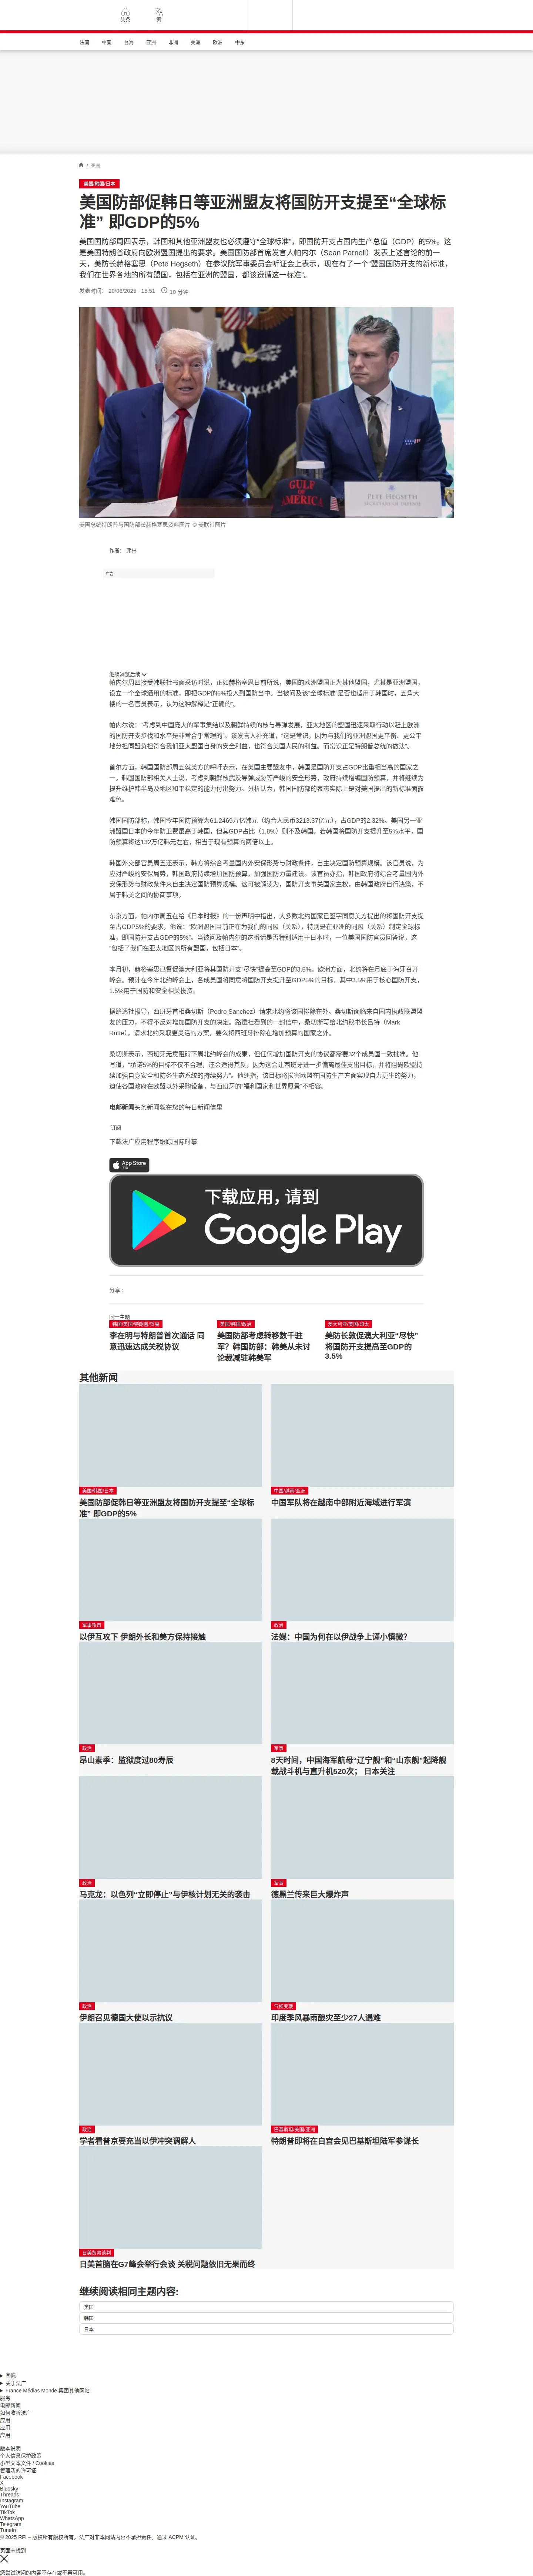 头条
繁
法国
中国
台海
亚洲
非洲
美洲
欧洲
中东
亚洲
美国/韩国/日本
美国防部促韩日等亚洲盟友将国防开支提至“全球标
准” 即GDP的5%
美国国防部周四表示，韩国和其他亚洲盟友也必须遵守“全球标准”，即国防开支占国内生产总值（GDP）的5%。这
是美国特朗普政府向欧洲盟国提出的要求。美国国防部首席发言人帕内尔（Sean Parnell）发表上述言论的前一
天，美防长赫格塞思（Pete Hegseth）在参议院军事委员会听证会上表示，现在有了一个“盟国国防开支的新标准，
我们在世界各地的所有盟国，包括在亚洲的盟国，都该遵循这一标准”。
发表时间： 20/06/2025 - 15:51
10 分钟
GULF of
AMERICA
PETE HEGSETH
SECRETARY OF DEFENSE
美国总统特朗普与国防部长赫格塞思资料图片 © 美联社图片
作者： 弗林
广告
继续浏览后续
帕内尔周四接受韩联社书面采访时说，正如赫格塞思日前所说，美国的欧洲盟国正为其他盟国，尤其是亚洲盟国，
设立一个全球通用的标准，即把GDP的5%投入到国防当中。当被问及该“全球标准”是否也适用于韩国时，五角大
楼的一名官员表示，认为这种解释是“正确的”。
帕内尔说：“考虑到中国庞大的军事集结以及朝鲜持续的核与导弹发展，亚太地区的盟国迅速采取行动以赶上欧洲
的国防开支步伐和水平是非常合乎常理的”。该发言人补充道，“这是常识，因为与我们的亚洲盟国更平衡、更公平
地分担同盟负担符合我们亚太盟国自身的安全利益，也符合美国人民的利益。而常识正是特朗普总统的做法”。
首尔方面，韩国国防部周五就美方的呼吁表示，在美国主要盟友中，韩国是国防开支占GDP比重相当高的国家之
一。韩国国防部相关人士说，考虑到朝鲜核武及导弹威胁等严峻的安全形势，政府持续增编国防预算，并将继续为
提升维护韩半岛及地区和平稳定的能力付出努力。分析认为，韩国国防部的表态实际上是对美国提出的新标准面露
难色。
韩国国防部称，韩国今年国防预算为61.2469万亿韩元（约合人民币3213.37亿元），占GDP的2.32%。美国另一亚
洲盟国日本的今年防卫费虽高于韩国，但其GDP占比（1.8%）则不及韩国。若韩国将国防开支提升至5%水平，国
防预算将达132万亿韩元左右，相当于现有预算的两倍以上。
韩国外交部官员周五还表示，韩方将综合考量国内外安保形势与财政条件，自主决定国防预算规模。该官员说，为
应对严峻的安保局势，韩国政府持续增加国防预算，加强国防力量建设。该官员亦指，韩国政府将综合考量国内外
安保形势与财政条件来自主决定国防预算规模。这可被解读为，国防开支事关国家主权，由韩国政府自行决策，不
属于韩美之间的协商事项。
东京方面，帕内尔周五在给《日本时报》的一份声明中指出，大多数北约国家已签字同意美方提出的将国防开支提
至占GDP5%的要求，他说：“欧洲盟国目前正在为我们的同盟（关系），特别是在亚洲的同盟（关系）制定全球标
准，即国防开支占GDP的5%”。当被问及帕内尔的这番话是否特别适用于日本时，一位美国国防官员回答说，这
“包括了我们在亚太地区的所有盟国，包括日本”。
本月初，赫格塞思已督促澳大利亚将其国防开支“尽快”提高至GDP的3.5%。欧洲方面，北约将在月底于海牙召开
峰会。预计在今年北约峰会上，各成员国将同意将国防开支提升至GDP5%的目标，其中3.5%用于核心国防开支，
1.5%用于国防和安全相关投资。
据路透社报导，西班牙首相桑切斯（Pedro Sanchez）请求北约将该国排除在外。桑切斯面临来自国内执政联盟盟
友的压力，不得不反对增加国防开支的决定。路透社看到的一封信中，桑切斯写给北约秘书长吕特（Mark
Rutte），请求北约采取更灵活的方案，要么将西班牙排除在增加预算的国家之外。
桑切斯表示，西班牙无意阻碍下周北约峰会的成果，但任何增加国防开支的协议都需要32个成员国一致批准。他
写道，“承诺5%的目标不仅不合理，还会适得其反，因为这会让西班牙进一步偏离最佳支出目标，并将阻碍欧盟持
续加强自身安全和防务生态系统的持续努力”。他还指，该目标将损害欧盟在国防生产方面实现自力更生的努力，
迫使各国政府在欧盟以外采购设备，与西班牙的“福利国家和世界愿景”不相容。
电邮新闻头条新闻就在您的每日新闻信里
订阅
下载法广应用程序跟踪国际时事
App Store
下载应用，请到
Google Play
分享 :
同一主题
韩国/美国/特朗普/贸易
李在明与特朗普首次通话 同
意迅速达成关税协议
美国/韩国/政治
美国防部考虑转移数千驻
军？韩国防部：韩美从未讨
论裁减驻韩美军
澳大利亚/美国/印太
美防长敦促澳大利亚“尽快”
将国防开支提高至GDP的
3.5%
其他新闻
美国/韩国/日本
美国防部促韩日等亚洲盟友将国防开支提至“全球标
准” 即GDP的5%
中国/越南/亚洲
中国军队将在越南中部附近海域进行军演
军事攻击
以伊互攻下 伊朗外长和美方保持接触
政治
法媒：中国为何在以伊战争上谨小慎微？
政治
昂山素季：监狱度过80寿辰
军事
8天时间，中国海军航母“辽宁舰”和“山东舰”起降舰
载战斗机与直升机520次； 日本关注
政治
马克龙：以色列“立即停止”与伊核计划无关的袭击
军事
德黑兰传来巨大爆炸声
政治
伊朗召见德国大使以示抗议
气候变暖
印度季风暴雨酿灾至少27人遇难
政治
学者看普京要充当以伊冲突调解人
巴基斯坦/美国/亚洲
特朗普即将在白宫会见巴基斯坦陆军参谋长
日美贸易谈判
日美首脑在G7峰会举行会谈 关税问题依旧无果而终
继续阅读相同主题内容:
美国
韩国
日本
国际
关于法广
France Médias Monde 集团其他网站
服务
电邮新闻
如何收听法广
应用
应用
应用
版本说明
个人信息保护政策
小型文本文件 / Cookies
管理我的许可证
Facebook
X
Bluesky
Threads
Instagram
YouTube
TikTok
WhatsApp
Telegram
TuneIn
© 2025 RFI – 版权所有版权所有。法广对非本网站内容不承担责任。通过 ACPM 认证。
页面未找到
您尝试访问的内容不存在或不再可用。